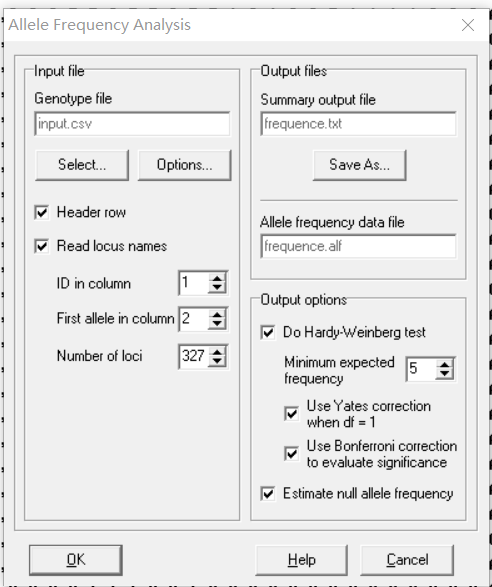 Allele Frequency Analysis
Input file
Genotype file
input.csv
Select...
Options...
Header row
Read locus names
ID in column
1
First allele in column
2
Number of loci
327
Output files
Summary output file
frequence.txt
Save As...
Allele frequency data file
frequence.alf
Output options
Do Hardy-Weinberg test
Minimum expected
frequency
5
Use Yates correction
when df = 1
Use Bonferroni correction
to evaluate significance
Estimate null allele frequency
OK
Help
Cancel